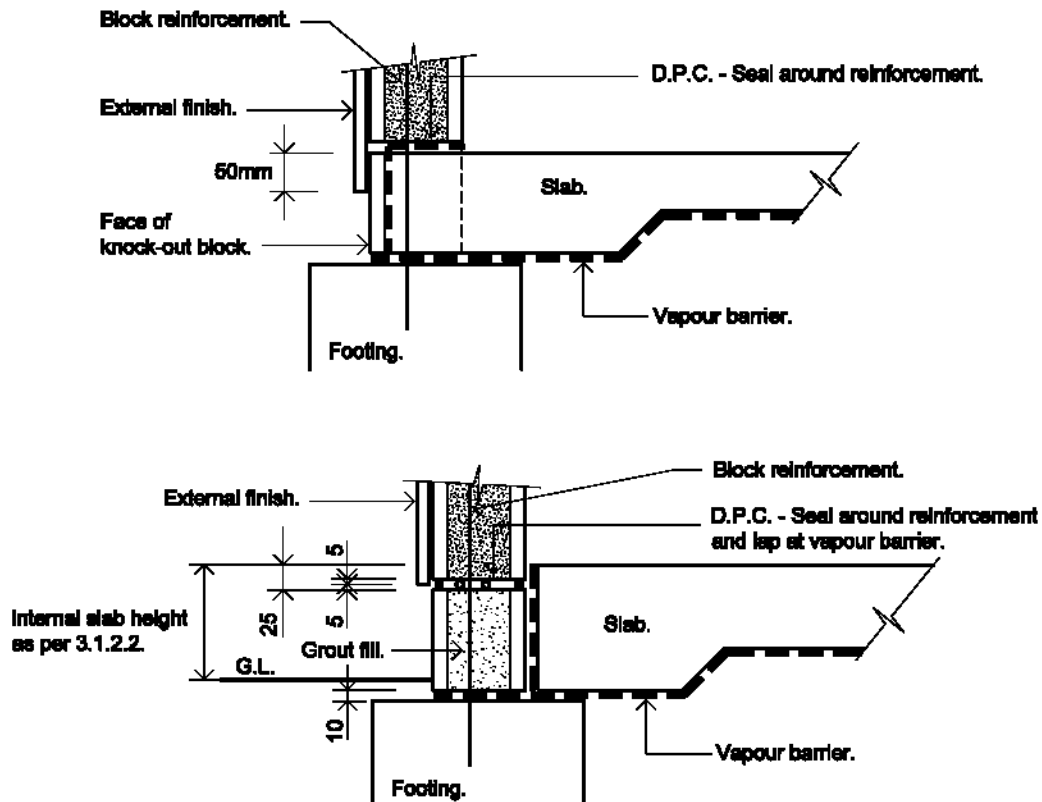 Block reinforcement.
D.P.C. - Seal around reinforcement.
External finish.
50mm
Slab.
Face of
knock-out block.
Vapour barrier.
Footing.
Block reinforcement.
External finish.
D.P.C. - Seal around reinforcement
and lap at vapour barrier.
5
25
5
Internal slab height
as per 3.1.2.2.
Slab.
Grout fill.
G.L.
10
Vapour barrier.
Footing.